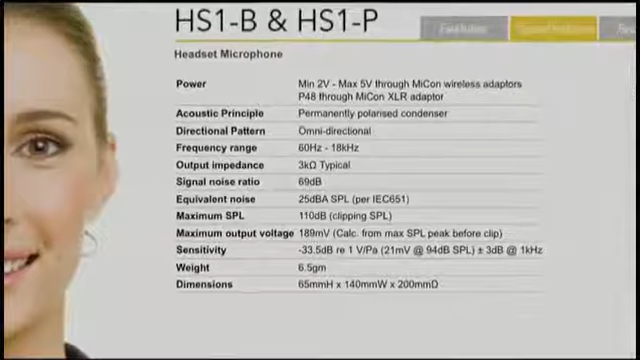 HS1-B & HS1-P
Features
Specifications
Headset Microphone
Power Min 2V - Max 5V through MiCon wireless adaptors
P48 through MiCon XLR adaptor
Acoustic Principle Permanently polarised condenser
Directional Pattern Omni-directional
Frequency range 60Hz - 18kHz
Output impedance 3kΩ Typical
Signal noise ratio 69dB
Equivalent noise 25dBA SPL (per IEC651)
Maximum SPL 110dB (clipping SPL)
Maximum output voltage 189mV (Calc. from max SPL peak before clip)
Sensitivity -33.5dB re 1 V/Pa (21mV @ 94dB SPL) ± 3dB @ 1kHz
Weight 6.5gm
Dimensions 65mmH x 140mmW x 200mmD